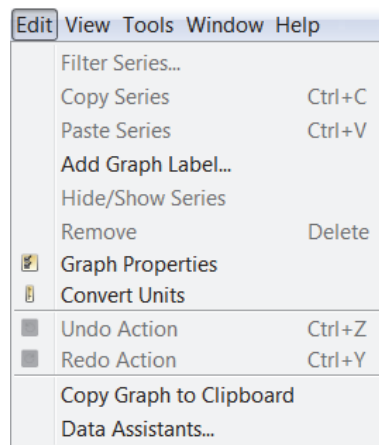 Edit View Tools Window Help
Filter Series...
Copy Series Ctrl+C
Paste Series Ctrl+V
Add Graph Label...
Hide/Show Series
Remove Delete
Graph Properties
Convert Units
Undo Action Ctrl+Z
Redo Action Ctrl+Y
Copy Graph to Clipboard
Data Assistants...